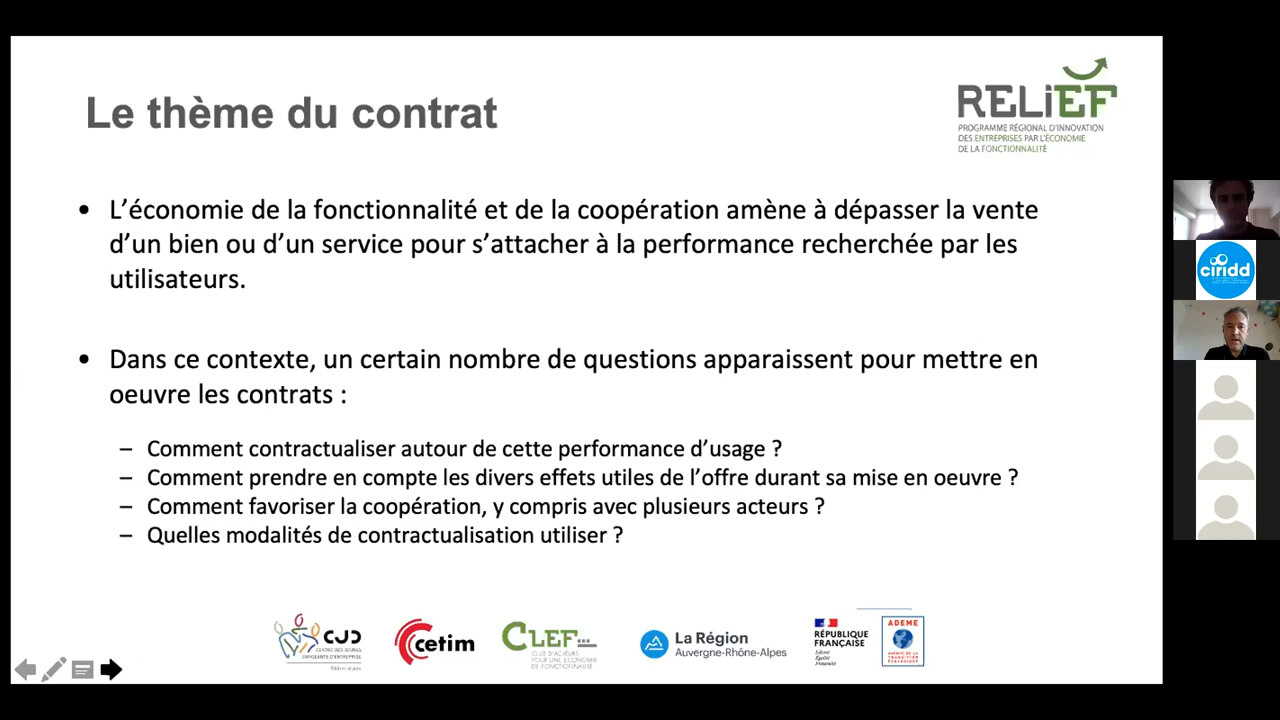 Le thème du contrat
RELiEF
PROGRAMME RÉGIONAL D'INNOVATION
DES ENTREPRISES PAR L'ÉCONOMIE
DE LA FONCTIONNALITÉ
• L'économie de la fonctionnalité et de la coopération amène à dépasser la vente
d'un bien ou d'un service pour s'attacher à la performance recherchée par les
utilisateurs.
• Dans ce contexte, un certain nombre de questions apparaissent pour mettre en
oeuvre les contrats :
– Comment contractualiser autour de cette performance d'usage ?
– Comment prendre en compte les divers effets utiles de l'offre durant sa mise en oeuvre ?
– Comment favoriser la coopération, y compris avec plusieurs acteurs ?
– Quelles modalités de contractualisation utiliser ?
ciridd
CJD
CENTRE DES JEUNES
DIRIGEANTS D'ENTREPRISE
cetim
CLEF
CLUB D'ACTEURS
POUR UNE ÉCONOMIE
DE FONCTIONNALITÉ
La Région
Auvergne-Rhône-Alpes
RÉPUBLIQUE
FRANÇAISE
Liberté
Égalité
Fraternité
ADEME
AGENCE DE LA
TRANSITION
ÉCOLOGIQUE